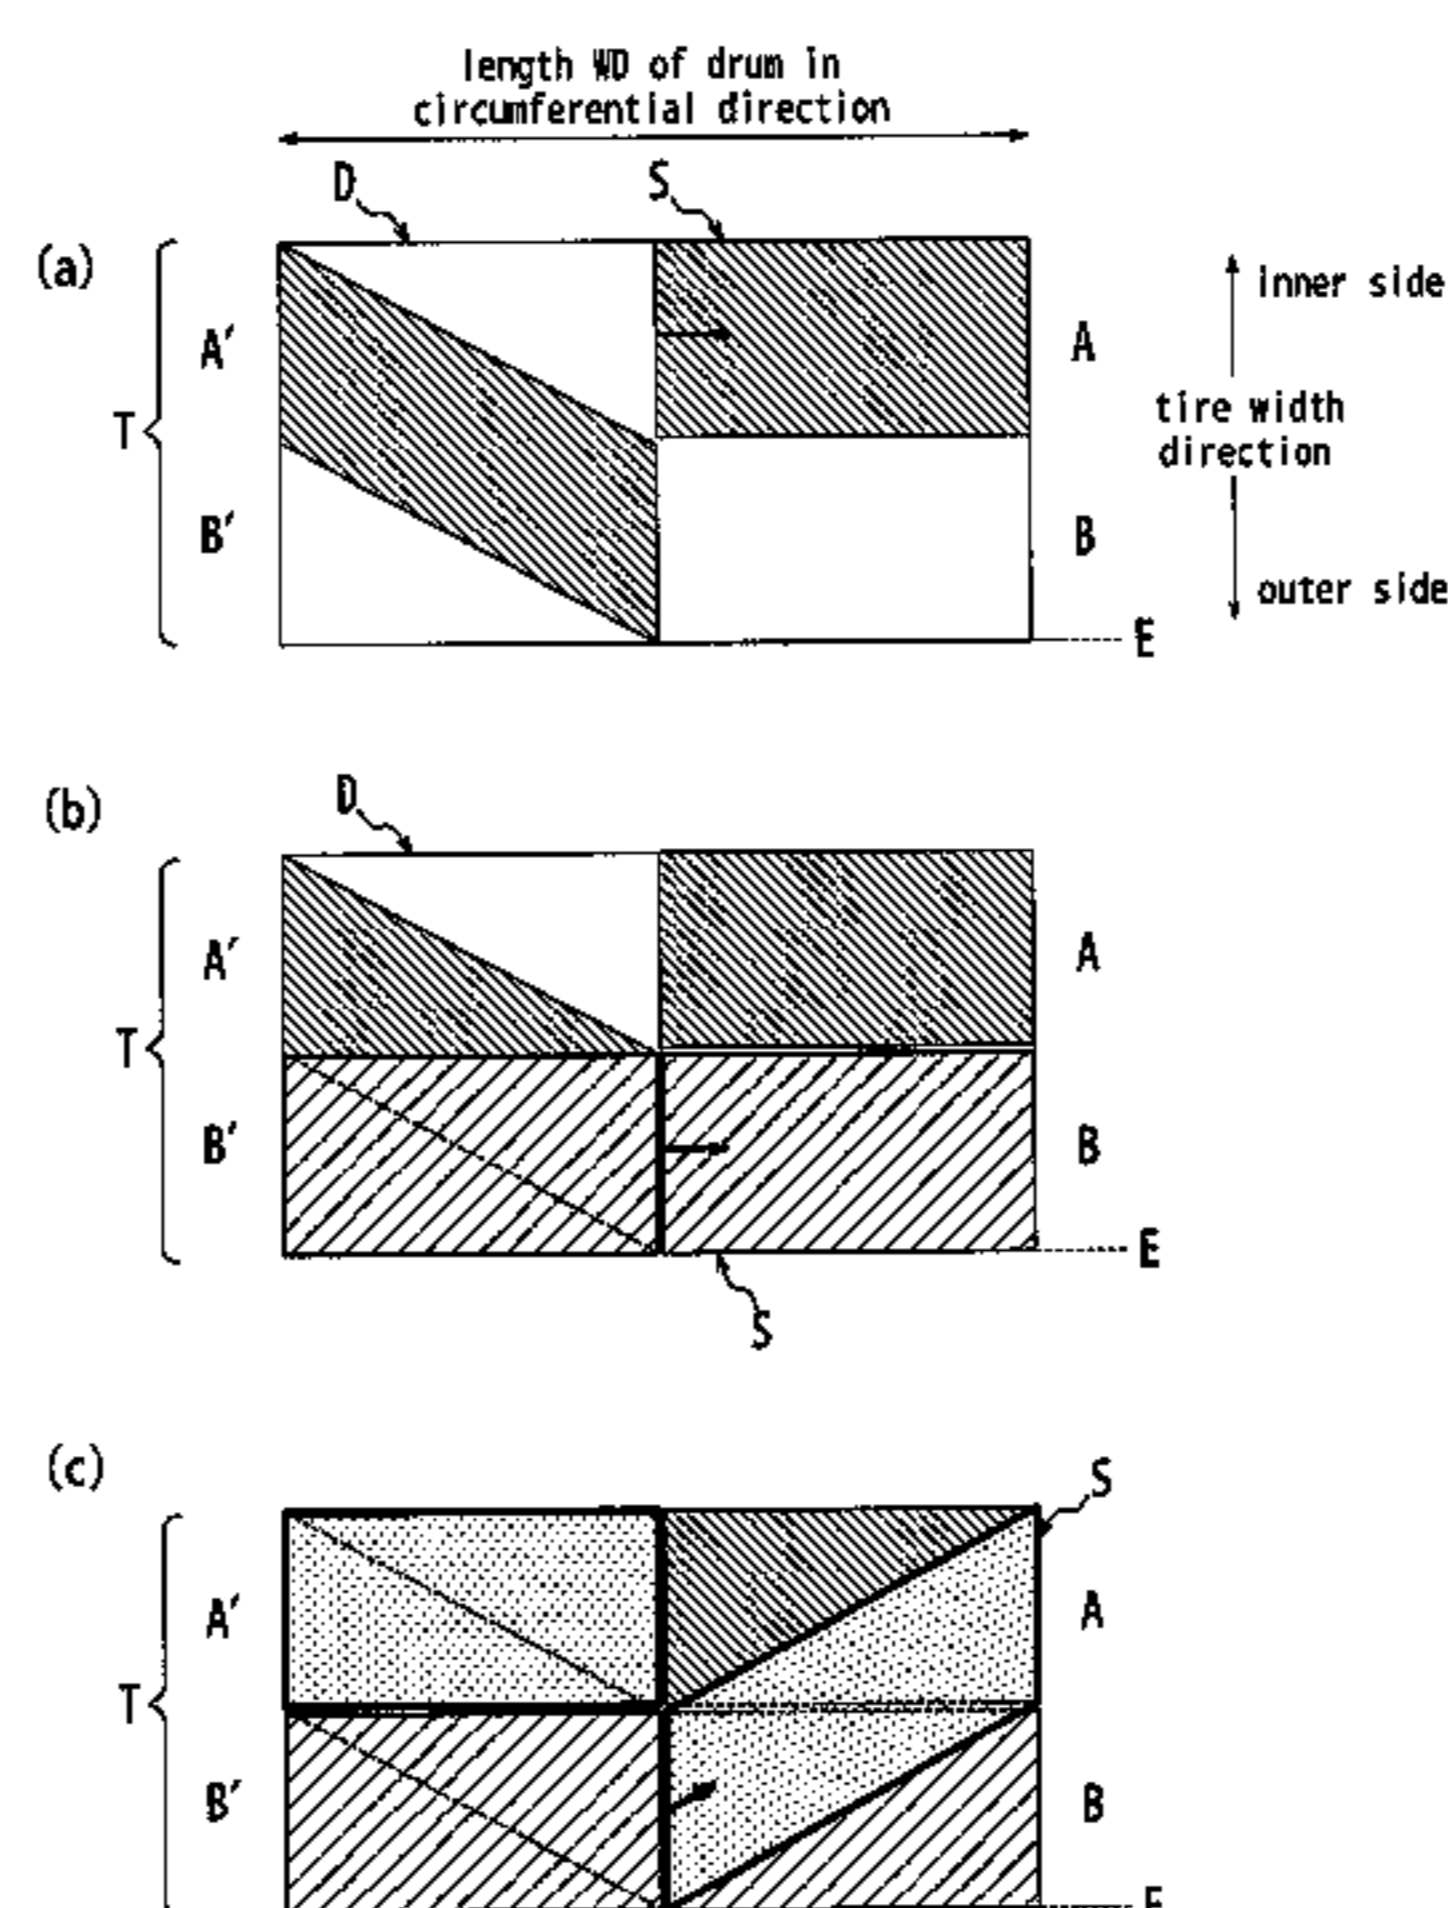 length WD of drum in
circumferential direction
D S
(a)
inner side
A′ A
T
tire width
direction
B′ B
outer side
E
(b)
D
A′ A
T
B′ B
E
S
(c)
S
A′ A
T
B′ B
E